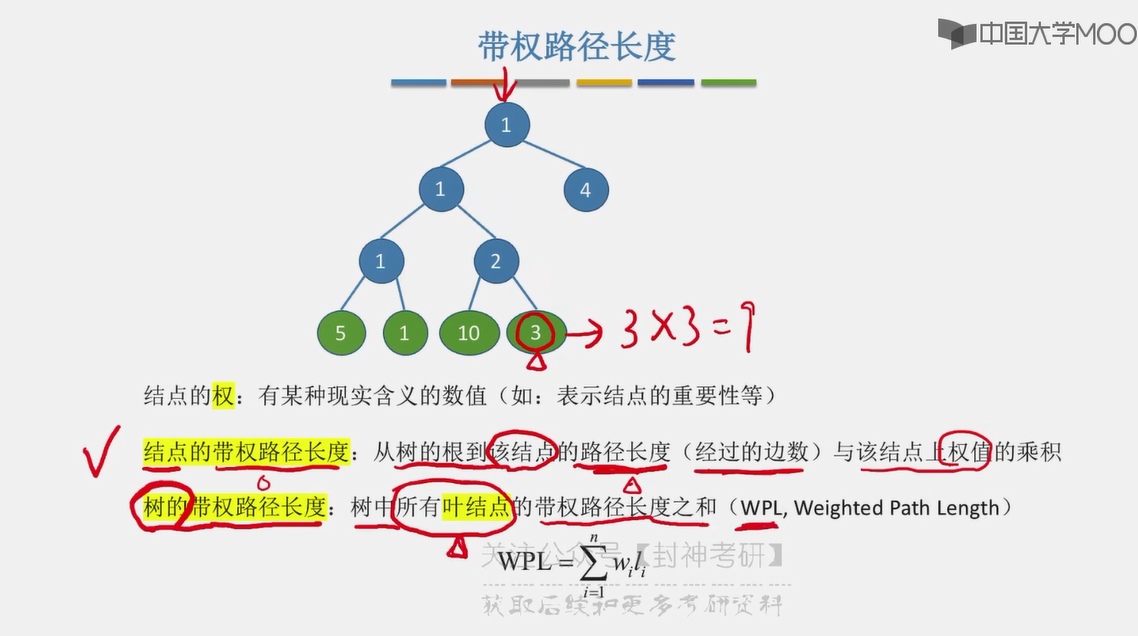 中国大学MOO
带权路径长度
1
1
4
1
2
5
1
10
3
3×3=9
结点的权：有某种现实含义的数值（如：表示结点的重要性等）
结点的带权路径长度：从树的根到该结点的路径长度（经过的边数）与该结点上权值的乘积
树的带权路径长度：树中所有叶结点的带权路径长度之和（WPL, Weighted Path Length）
关注公众号【封神考研】
WPL = ∑_{i=1}^{n} w_i l_i
获取后续和更多考研资料